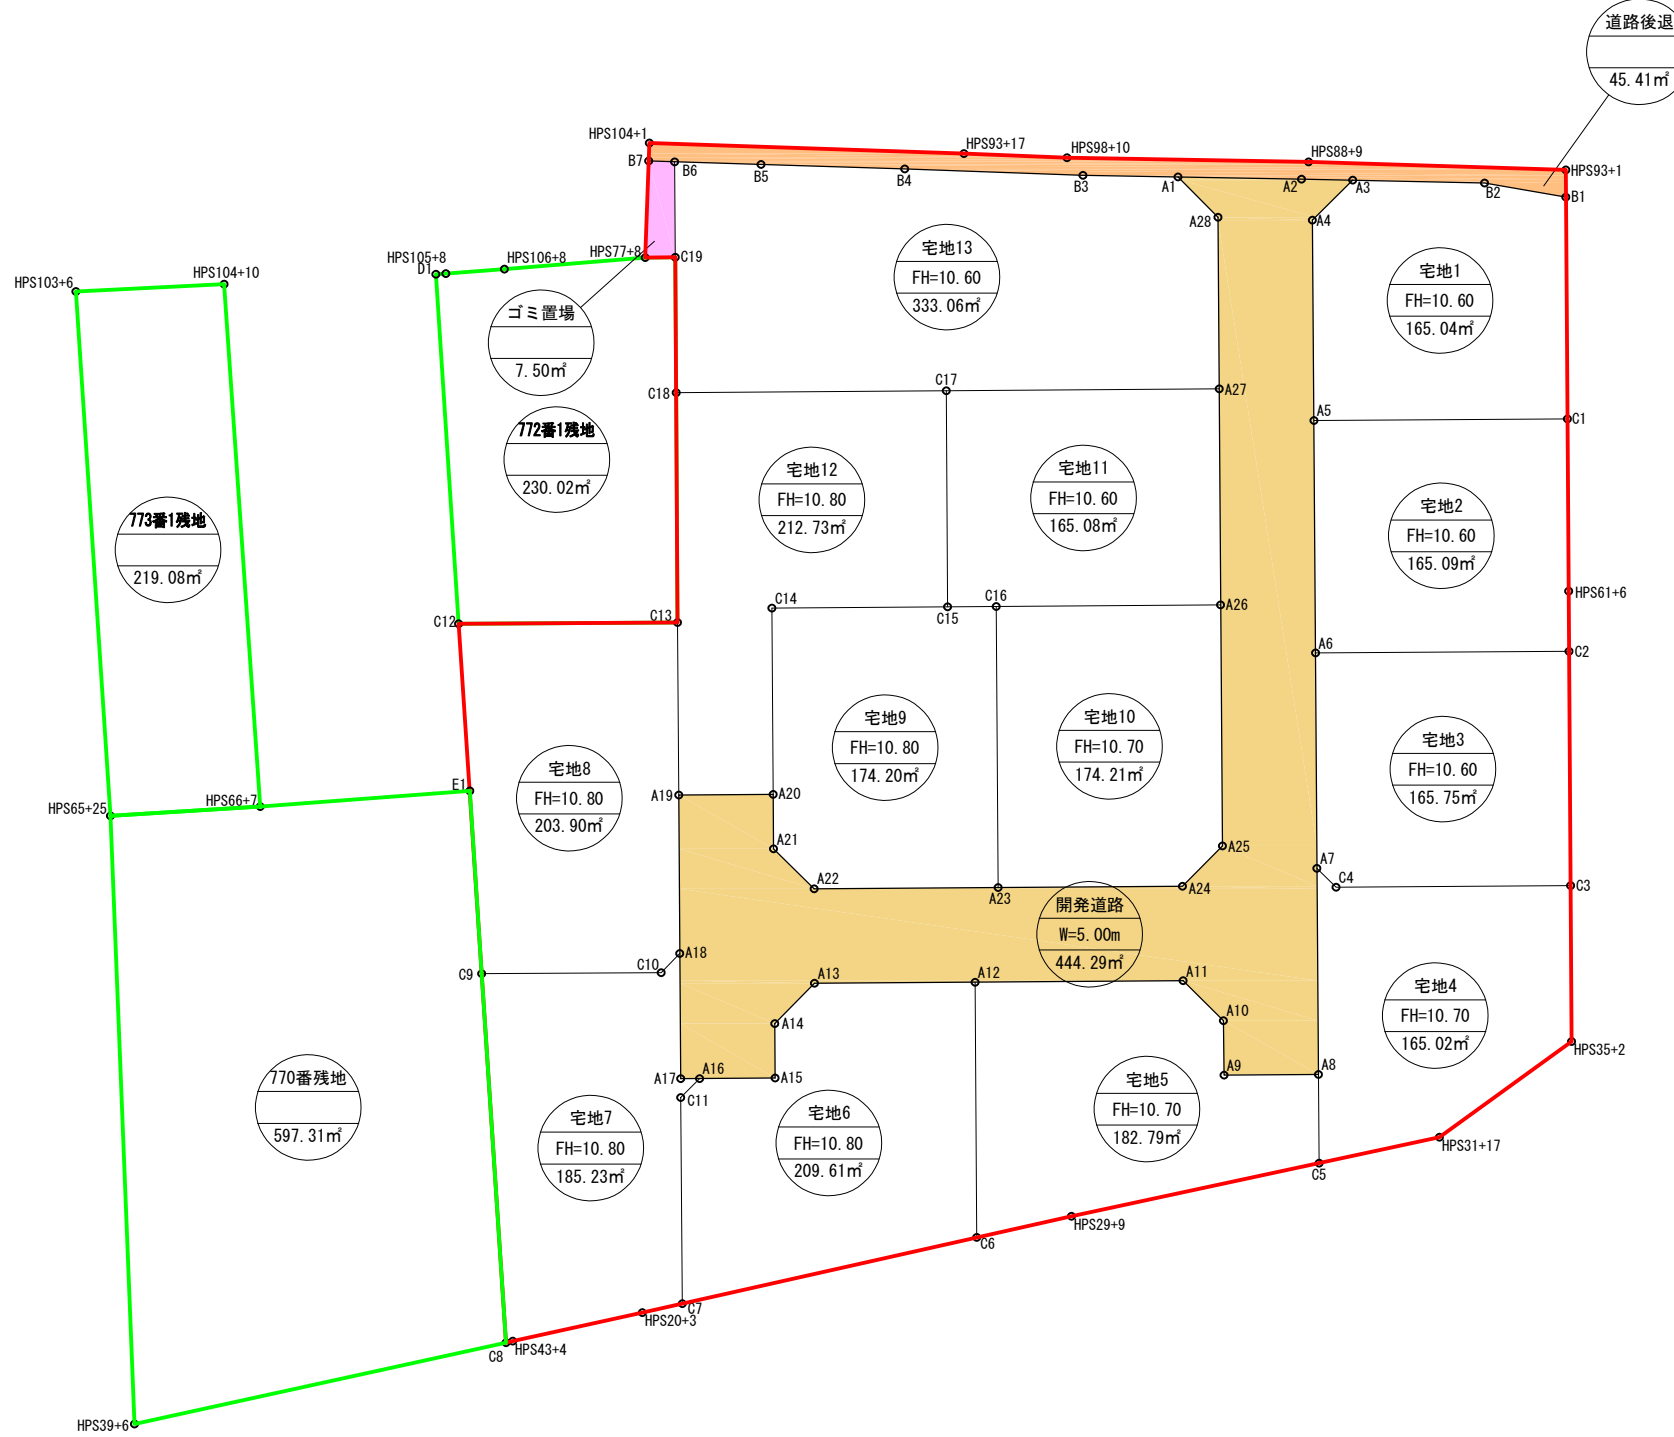 道路後退
45.41㎡
HPS104+1
HPS93+17
HPS98+10
HPS88+9
HPS93+1
B7
B6
B5
B4
B3
A1
A2
A3
B2
B1
A28
A4
HPS103+6
HPS104+10
HPS105+8
D1
HPS106+8
HPS77+8
C19
宅地13
FH=10.60
333.06㎡
宅地1
FH=10.60
165.04㎡
ゴミ置場
7.50㎡
C18
C17
A27
A5
C1
772番1残地
230.02㎡
宅地12
FH=10.80
212.73㎡
宅地11
FH=10.60
165.08㎡
宅地2
FH=10.60
165.09㎡
773番1残地
219.08㎡
HPS61+6
C12
C13
C14
C15
C16
A26
A6
C2
宅地9
FH=10.80
174.20㎡
宅地10
FH=10.70
174.21㎡
宅地3
FH=10.60
165.75㎡
宅地8
FH=10.80
203.90㎡
HPS65+25
HPS66+7
E1
A19
A20
A21
A22
A23
A24
A25
A7
C4
C3
開発道路
W=5.00m
444.29㎡
C9
C10
A18
A13
A12
A11
A14
A10
宅地4
FH=10.70
165.02㎡
HPS35+2
A17
A16
A15
C11
A9
A8
770番残地
597.31㎡
宅地7
FH=10.80
185.23㎡
宅地6
FH=10.80
209.61㎡
宅地5
FH=10.70
182.79㎡
HPS31+17
C5
HPS29+9
C6
C7
HPS20+3
HPS43+4
C8
HPS39+6